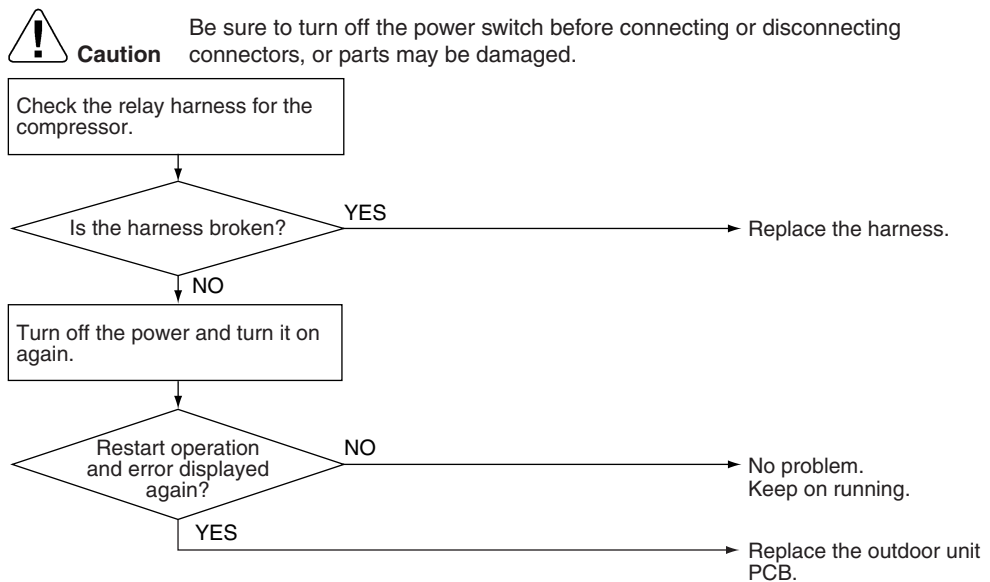 Be sure to turn off the power switch before connecting or disconnecting
Caution connectors, or parts may be damaged.
Check the relay harness for the
compressor.
YES
Is the harness broken?
Replace the harness.
NO
Turn off the power and turn it on
again.
Restart operation
and error displayed
again?
NO
No problem.
Keep on running.
YES
Replace the outdoor unit
PCB.